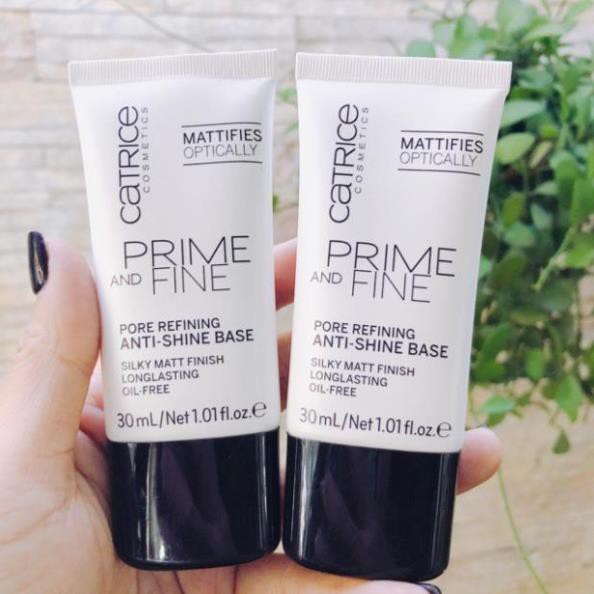 CATRICE
COSMETICS
MATTIFIES
OPTICALLY
PRIME
AND FINE
PORE REFINING
ANTI-SHINE BASE
SILKY MATT FINISH
LONGLASTING
OIL-FREE
30 mL/Net 1.01 fl.oz.℮
CATRICE
COSMETICS
MATTIFIES
OPTICALLY
PRIME
AND FINE
PORE REFINING
ANTI-SHINE BASE
SILKY MATT FINISH
LONGLASTING
OIL-FREE
30 mL/Net 1.01 fl.oz.℮